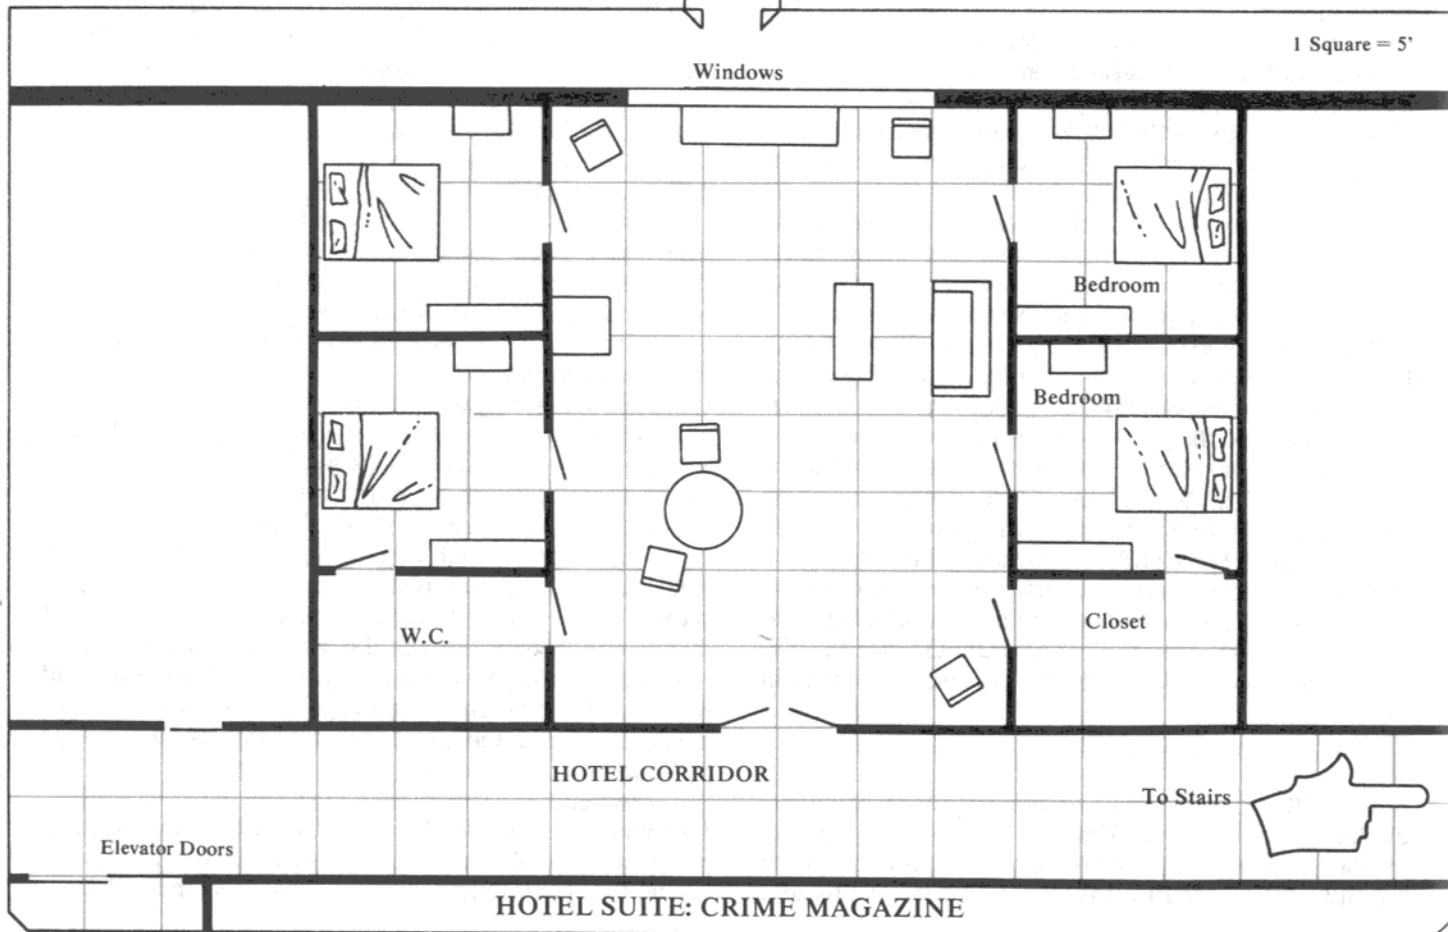 1 Square = 5'
Windows
Bedroom
Bedroom
W.C.
Closet
HOTEL CORRIDOR
To Stairs
Elevator Doors
HOTEL SUITE: CRIME MAGAZINE